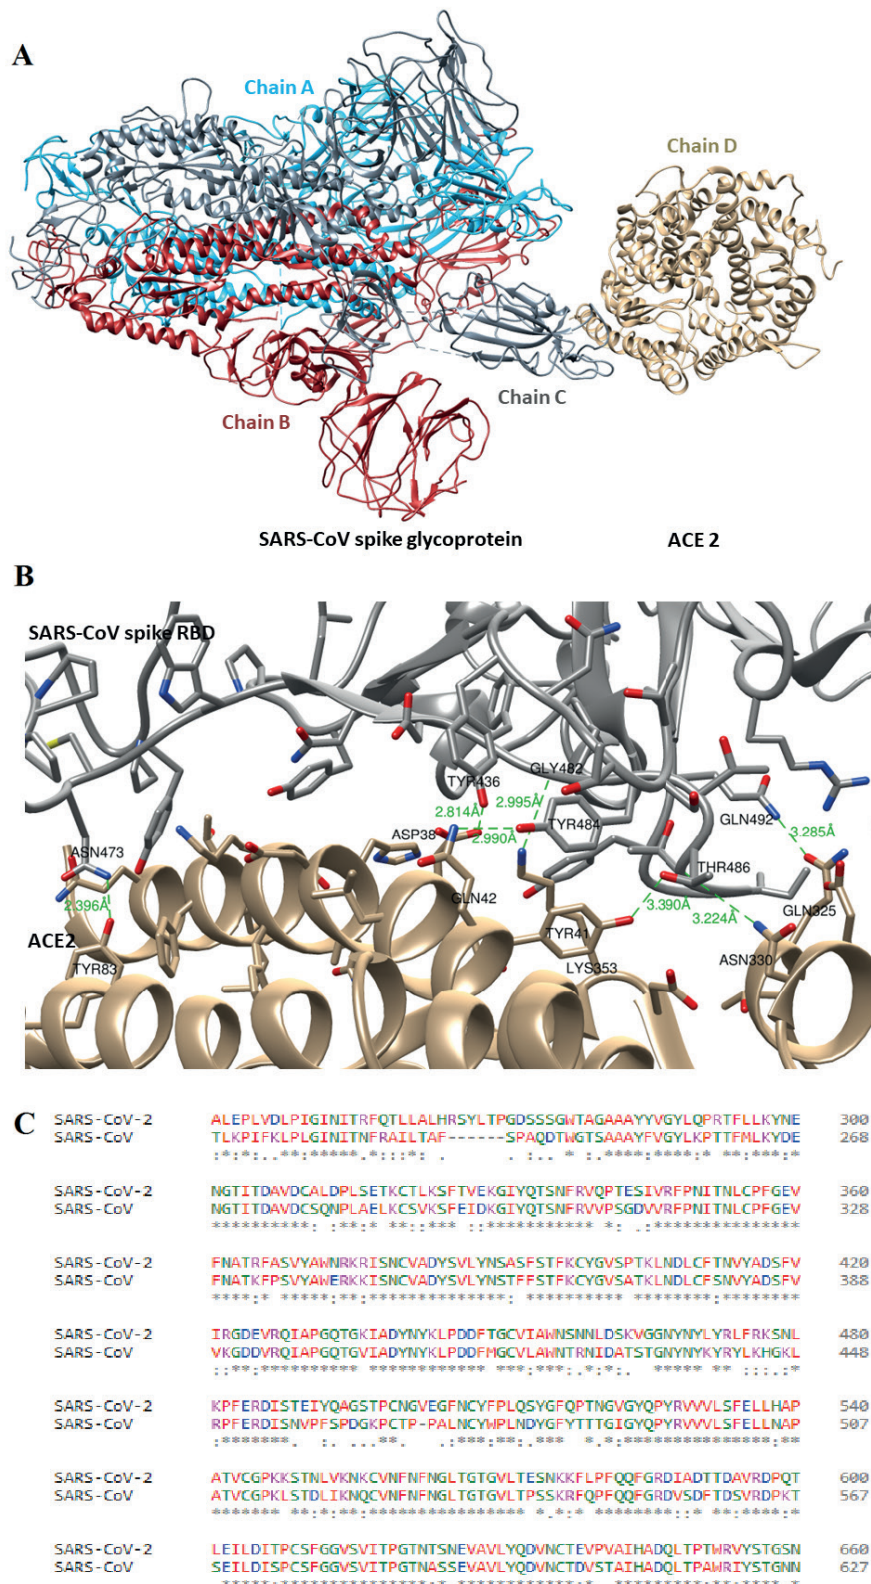 A
Chain A
Chain D
Chain C
Chain B
SARS-CoV spike glycoprotein
ACE 2
B
SARS-CoV spike RBD
TYR436
GLY482
2.814Å
2.995Å
ASP38
2.990Å
TYR484
GLN492
3.285Å
ASN473
THR486
GLN42
2.396Å
3.390Å
3.224Å
GLN325
ACE2
TYR41
TYR83
LYS353
ASN330
C
SARS-CoV-2 ALEPLVDLPIGINITRFQTLLALHRSYLTPGDSSSGWTAGAAAYYVGYLQPRTFLLKYNE 300
SARS-CoV TLKPIFKLPLGINITNFRAILTAF------SPAQDTWGTSAAAYFVGYLKPTTFMLKYDE 268
SARS-CoV-2 NGTITDAVDCALDPLSETKCTLKSFTVEKGIYQTSNFRVQPTESIVRFPNITNLCPFGEV 360
SARS-CoV NGTITDAVDCSQNPLAELKCSVKSFEIDKGIYQTSNFRVVPSGDVVRFPNITNLCPFGEV 328
SARS-CoV-2 FNATRFASVYAWNRKRISNCVADYSVLYNSASFSTFKCYGVSPTKLNDLCFTNVYADSFV 420
SARS-CoV FNATKFPSVYAWERKKISNCVADYSVLYNSTFFSTFKCYGVSATKLNDLCFSNVYADSFV 388
SARS-CoV-2 IRGDEVRQIAPGQTGKIADYNYKLPDDFTGCVIAWNSNNLDSKVGGNYNYLYRLFRKSNL 480
SARS-CoV VKGDDVRQIAPGQTGVIADYNYKLPDDFMGCVLAWNTRNIDATSTGNYNYKYRYLKHGKL 448
SARS-CoV-2 KPFERDISTEIYQAGSTPCNGVEGFNCYFPLQSYGFQPTNGVGYQPYRVVVLSFELLHAP 540
SARS-CoV RPFERDISNVPFSPDGKPCTP-PALNCYWPLNDYGFYTTTGIGYQPYRVVVLSFELLNAP 507
SARS-CoV-2 ATVCGPKKSTNLVKNKCVNFNFNGLTGTGVLTESNKKFLPFQQFGRDIADTTDAVRDPQT 600
SARS-CoV ATVCGPKLSTDLIKNQCVNFNFNGLTGTGVLTPSSKRFQPFQQFGRDVSDFTDSVRDPKT 567
SARS-CoV-2 LEILDITPCSFGGVSVITPGTNTSNEVAVLYQDVNCTEVPVAIHADQLTPTWRVYSTGSN 660
SARS-CoV SEILDISPCSFGGVSVITPGTNASSEVAVLYQDVNCTDVSTAIHADQLTPAWRIYSTGNN 627